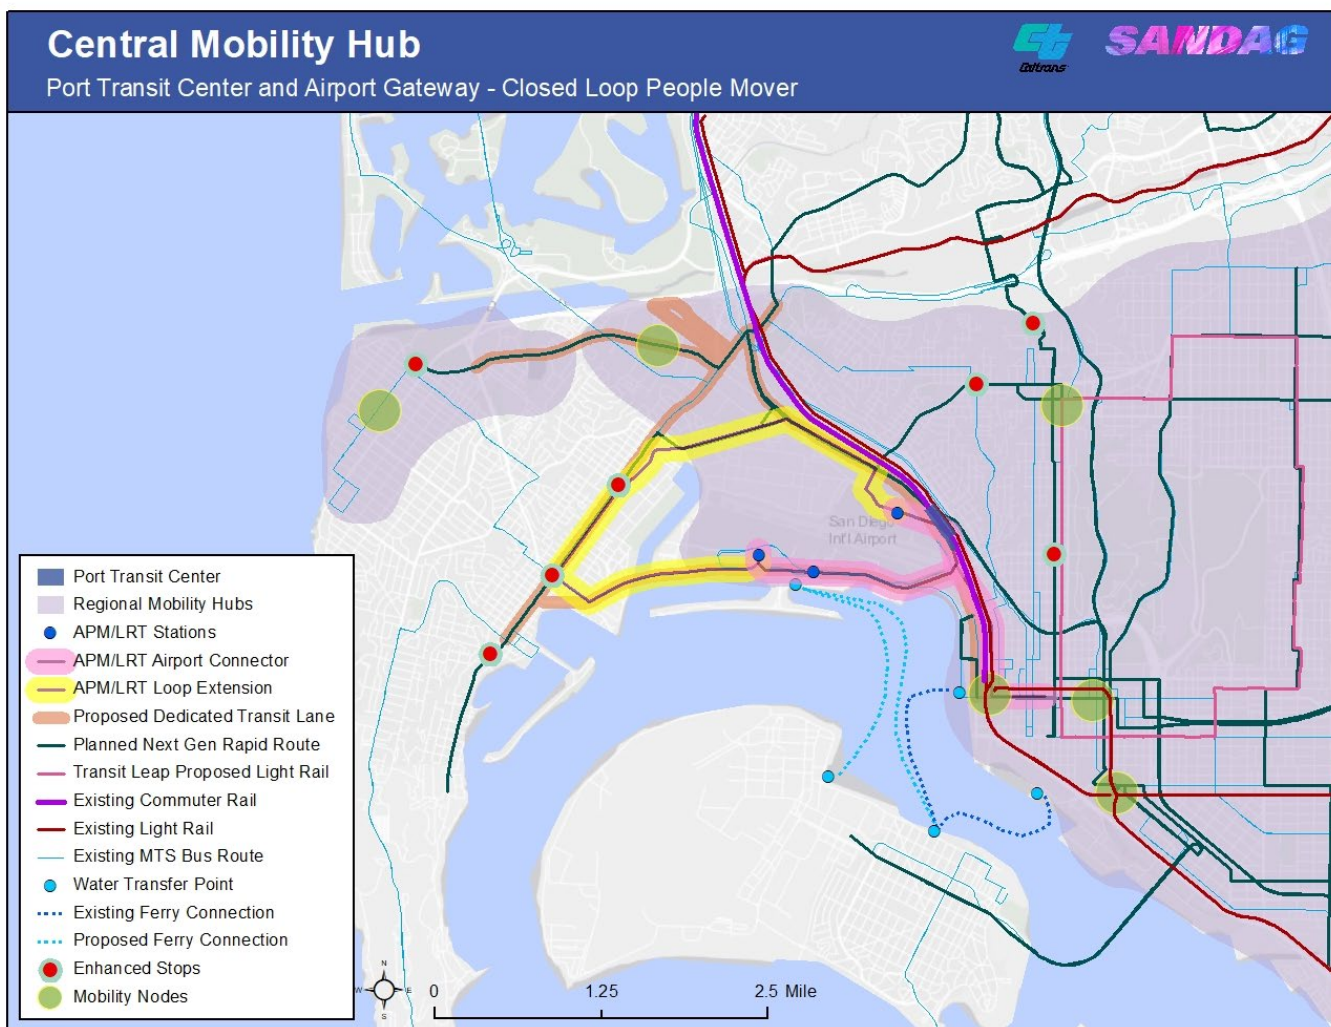 Central Mobility Hub
Port Transit Center and Airport Gateway - Closed Loop People Mover
Caltrans
SANDAG
San Diego
Int'l Airport
Port Transit Center
Regional Mobility Hubs
APM/LRT Stations
APM/LRT Airport Connector
APM/LRT Loop Extension
Proposed Dedicated Transit Lane
Planned Next Gen Rapid Route
Transit Leap Proposed Light Rail
Existing Commuter Rail
Existing Light Rail
Existing MTS Bus Route
Water Transfer Point
Existing Ferry Connection
Proposed Ferry Connection
Enhanced Stops
Mobility Nodes
N
W E
S
0 1.25 2.5 Mile